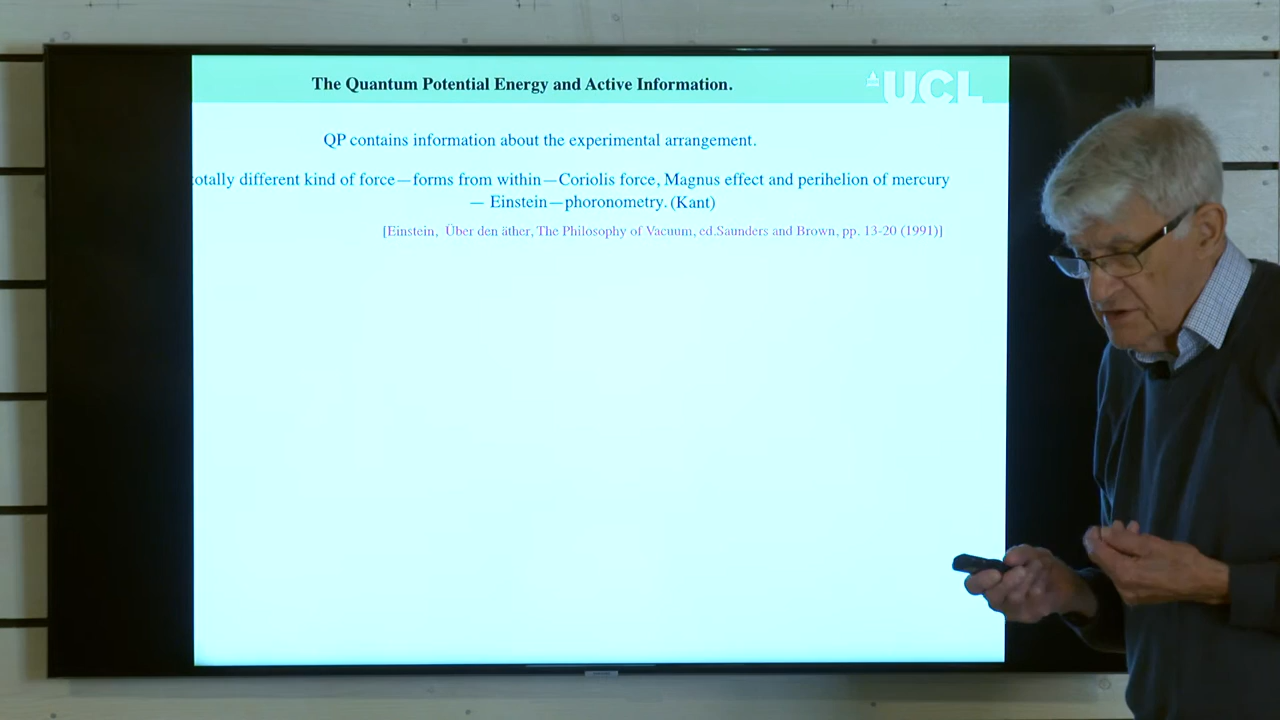 The Quantum Potential Energy and Active Information.
UCL
QP contains information about the experimental arrangement.
otally different kind of force—forms from within—Coriolis force, Magnus effect and perihelion of mercury
— Einstein—phoronometry. (Kant)
[Einstein, Über den äther, The Philosophy of Vacuum, ed.Saunders and Brown, pp. 13-20 (1991)]